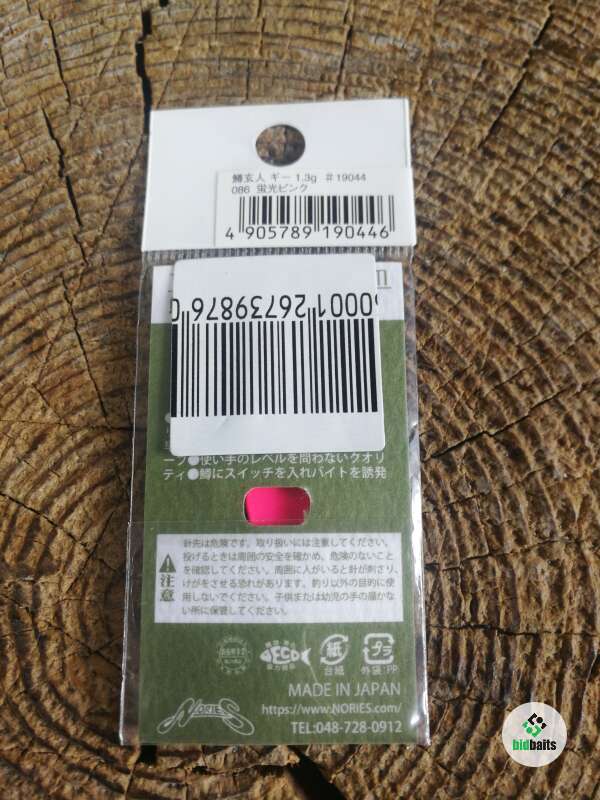 鱒玄人 ギー 1.3g #19044
086 蛍光ピンク
4 905789 190446
0001 26739876
ープ●使い手のレベルを問わないクオリ
ティ●鱒にスイッチを入れバイトを誘発
注意
針先は危険です。取り扱いには注意してください。
投げるときは周囲の安全を確かめ、危険のないこと
を確認してください。周囲に人がいると針が刺さり、
けがをさせる恐れがあります。釣り以外の目的に使
用しないでください。子供または幼児の手の届かな
い所に保管してください。
ECO
紙
台紙
プラ
外袋:PP
MADE IN JAPAN
NORIES
https://www.NORIES.com/
TEL:048-728-0912
bidbaits